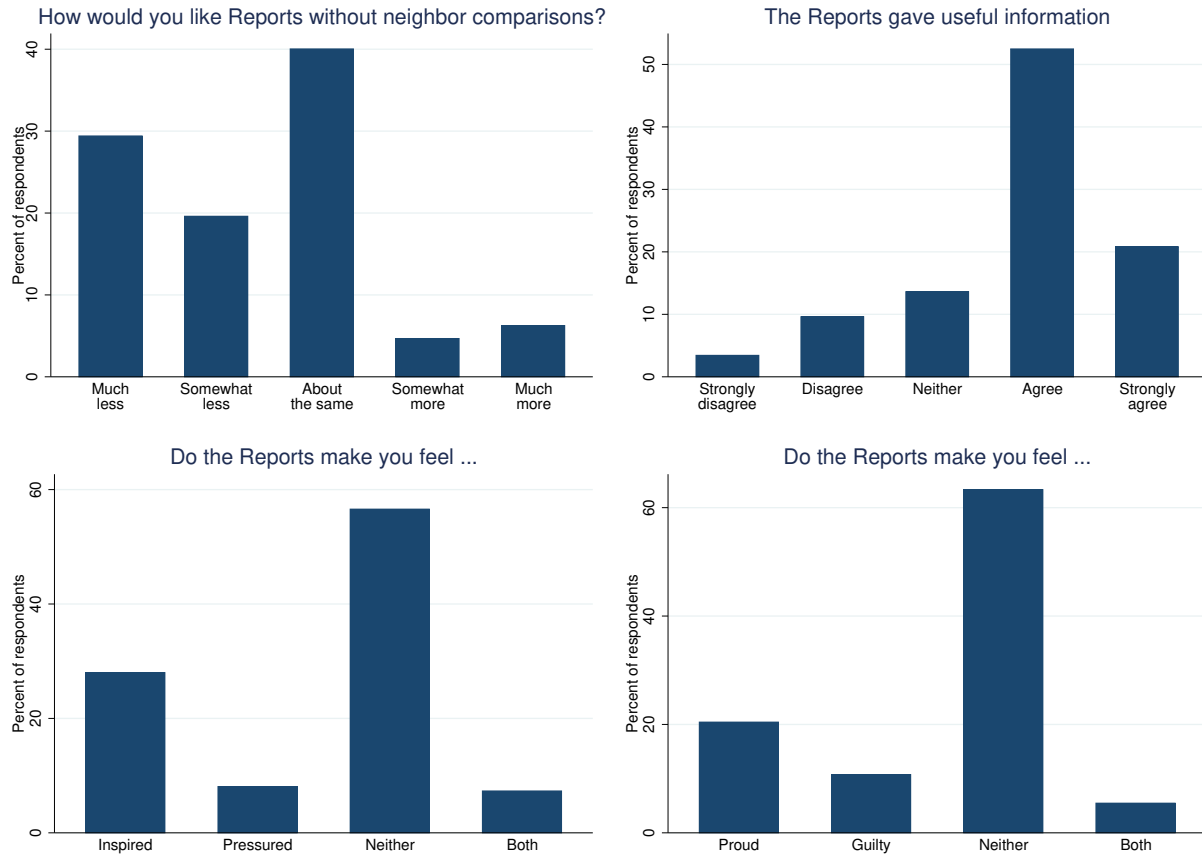 How would you like Reports without neighbor comparisons?
Percent of respondents
40
30
20
10
0
Much less
Somewhat less
About the same
Somewhat more
Much more
The Reports gave useful information
Percent of respondents
50
40
30
20
10
0
Strongly disagree
Disagree
Neither
Agree
Strongly agree
Do the Reports make you feel ...
Percent of respondents
60
40
20
0
Inspired
Pressured
Neither
Both
Do the Reports make you feel ...
Percent of respondents
60
40
20
0
Proud
Guilty
Neither
Both